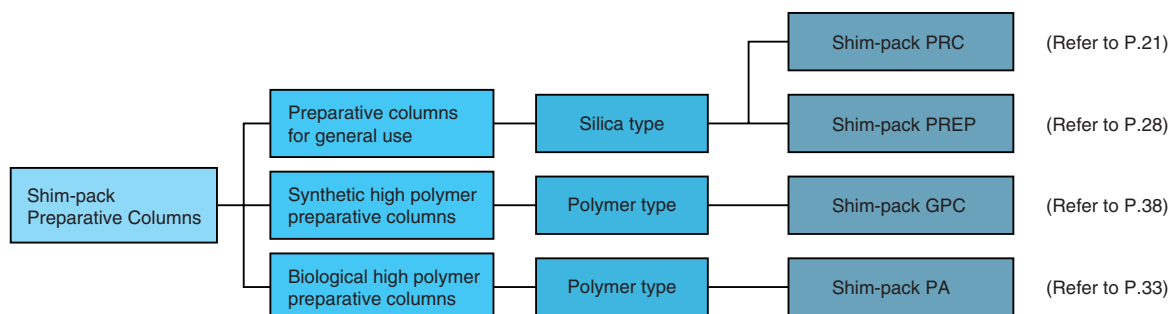 Shim-pack PRC
(Refer to P.21)
Preparative columns
for general use
Silica type
Shim-pack PREP
(Refer to P.28)
Shim-pack
Preparative Columns
Synthetic high polymer
preparative columns
Polymer type
Shim-pack GPC
(Refer to P.38)
Biological high polymer
preparative columns
Polymer type
Shim-pack PA
(Refer to P.33)